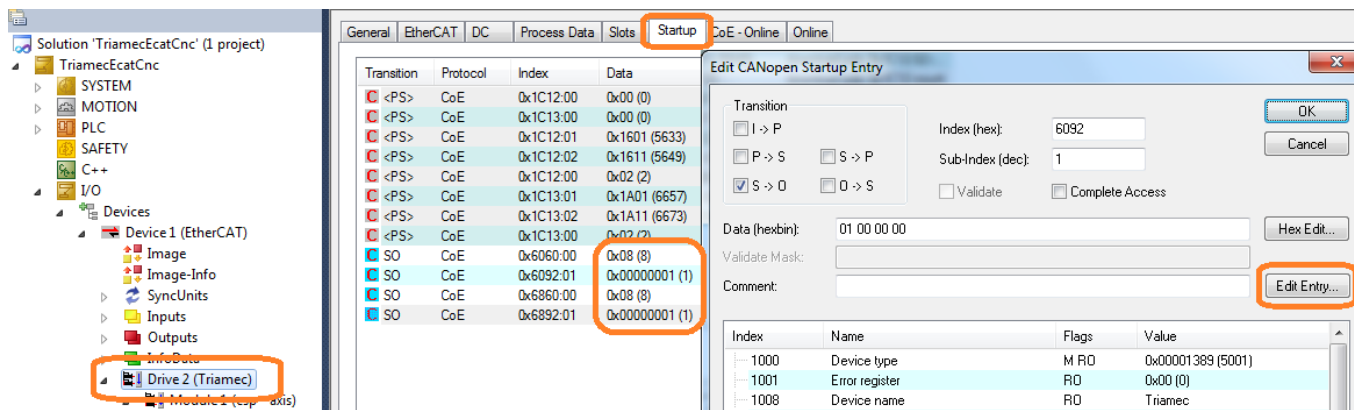 Solution 'TriamecEcatCnc' (1 project)
TriamecEcatCnc
SYSTEM
MOTION
PLC
SAFETY
C++
I/O
Devices
Device 1 (EtherCAT)
Image
Image-Info
SyncUnits
Inputs
Outputs
InfoData
Drive 2 (Triamec)
Module 1 (csp - axis)
General EtherCAT DC Process Data Slots Startup CoE - Online Online
Transition Protocol Index Data
C <PS> CoE 0x1C12:00 0x00 (0)
C <PS> CoE 0x1C13:00 0x00 (0)
C <PS> CoE 0x1C12:01 0x1601 (5633)
C <PS> CoE 0x1C12:02 0x1611 (5649)
C <PS> CoE 0x1C12:00 0x02 (2)
C <PS> CoE 0x1C13:01 0x1A01 (6657)
C <PS> CoE 0x1C13:02 0x1A11 (6673)
C <PS> CoE 0x1C13:00 0x02 (2)
C SO CoE 0x6060:00 0x08 (8)
C SO CoE 0x6092:01 0x00000001 (1)
C SO CoE 0x6860:00 0x08 (8)
C SO CoE 0x6892:01 0x00000001 (1)
Edit CANopen Startup Entry
Transition
I -> P
P -> S S -> P
S -> O O -> S
Index (hex): 6092
Sub-Index (dec): 1
Validate Complete Access
OK
Cancel
Data (hexbin): 01 00 00 00 Hex Edit...
Validate Mask:
Comment: Edit Entry...
Index Name Flags Value
1000 Device type M RO 0x00001389 (5001)
1001 Error register RO 0x00 (0)
1008 Device name RO Triamec